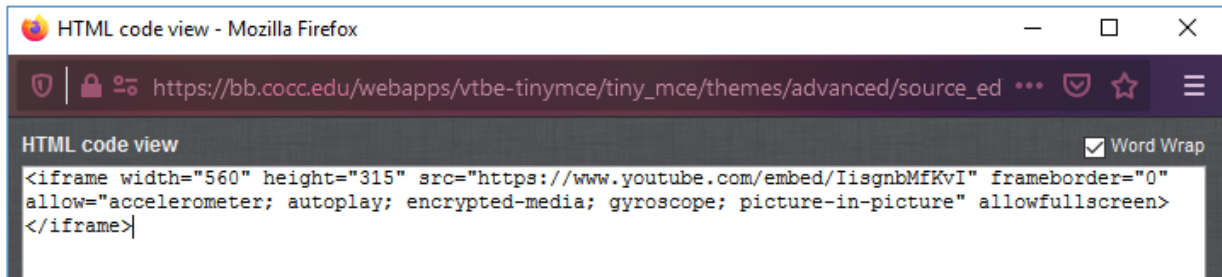 HTML code view - Mozilla Firefox
https://bb.cocc.edu/webapps/vtbe-tinymce/tiny_mce/themes/advanced/source_ed
HTML code view
Word Wrap
<iframe width="560" height="315" src="https://www.youtube.com/embed/IisgnbMfKvI" frameborder="0"
allow="accelerometer; autoplay; encrypted-media; gyroscope; picture-in-picture" allowfullscreen>
</iframe>